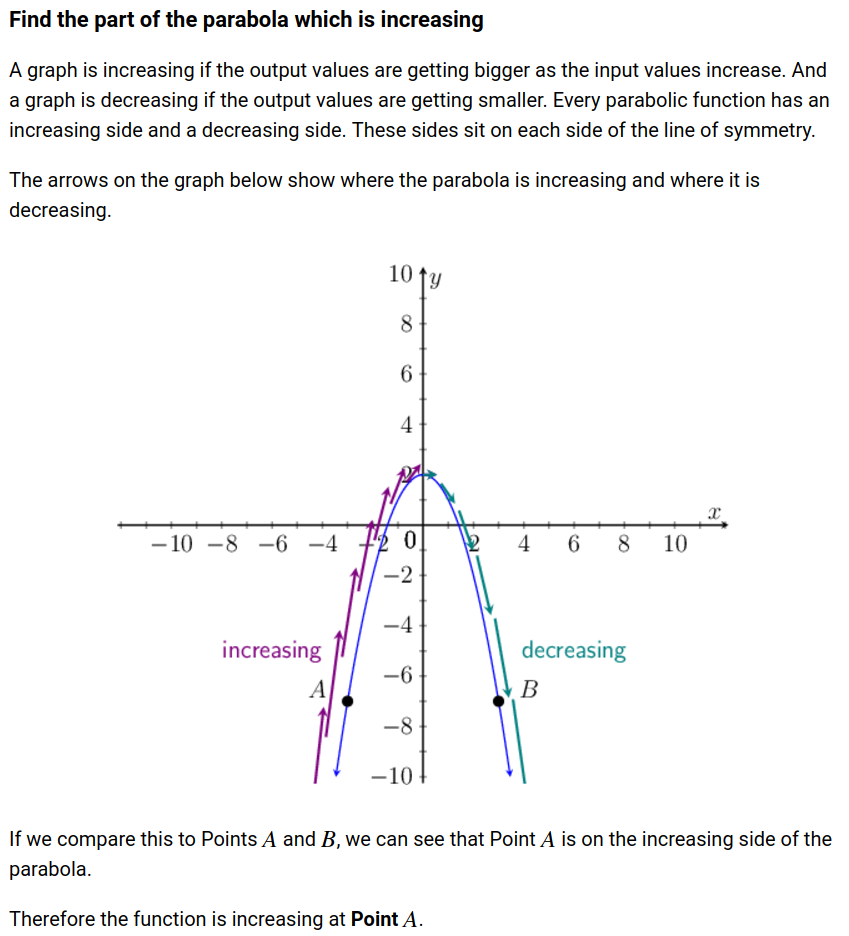 Find the part of the parabola which is increasing
A graph is increasing if the output values are getting bigger as the input values increase. And
a graph is decreasing if the output values are getting smaller. Every parabolic function has an
increasing side and a decreasing side. These sides sit on each side of the line of symmetry.
The arrows on the graph below show where the parabola is increasing and where it is
decreasing.
10 y
8
6
4
2
x
−10 −8 −6 −4 −2 0 2 4 6 8 10
−2
−4
increasing decreasing
−6
A B
−8
−10
If we compare this to Points A and B, we can see that Point A is on the increasing side of the
parabola.
Therefore the function is increasing at Point A.